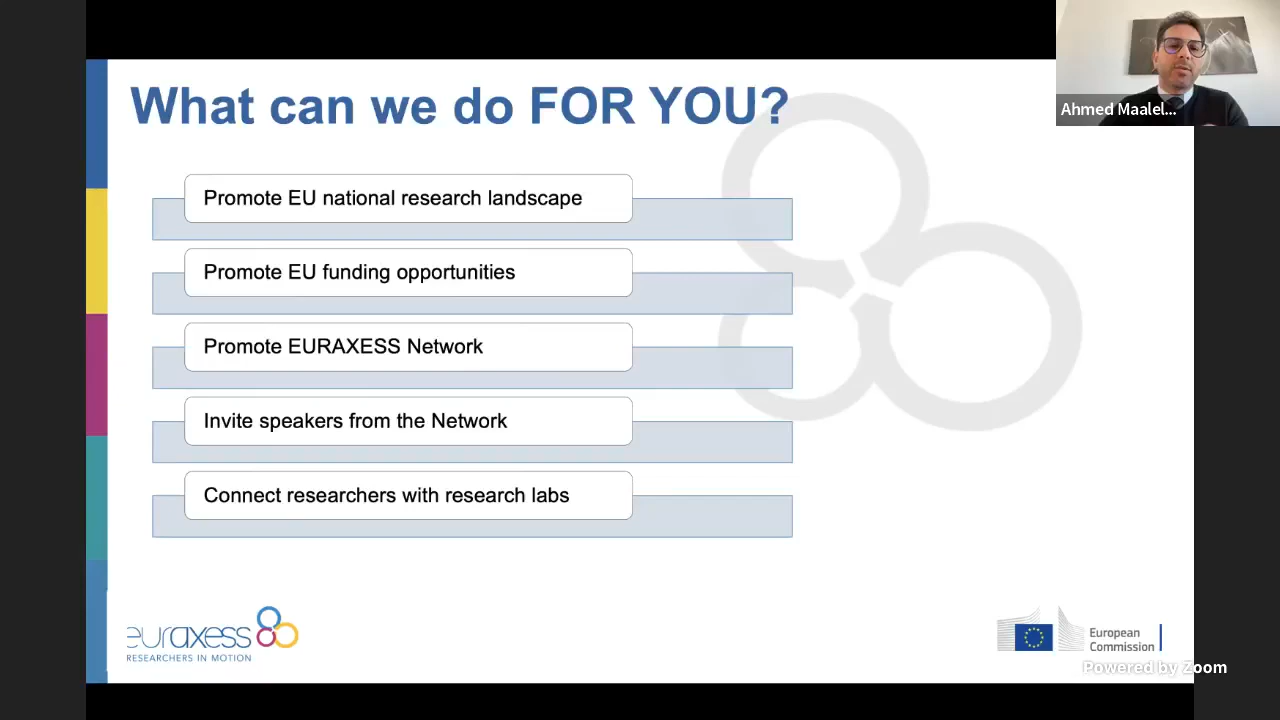 What can we do FOR YOU?
Ahmed Maalel...
Promote EU national research landscape
Promote EU funding opportunities
Promote EURAXESS Network
Invite speakers from the Network
Connect researchers with research labs
euraxess
RESEARCHERS IN MOTION
European
Commission
Powered by Zoom